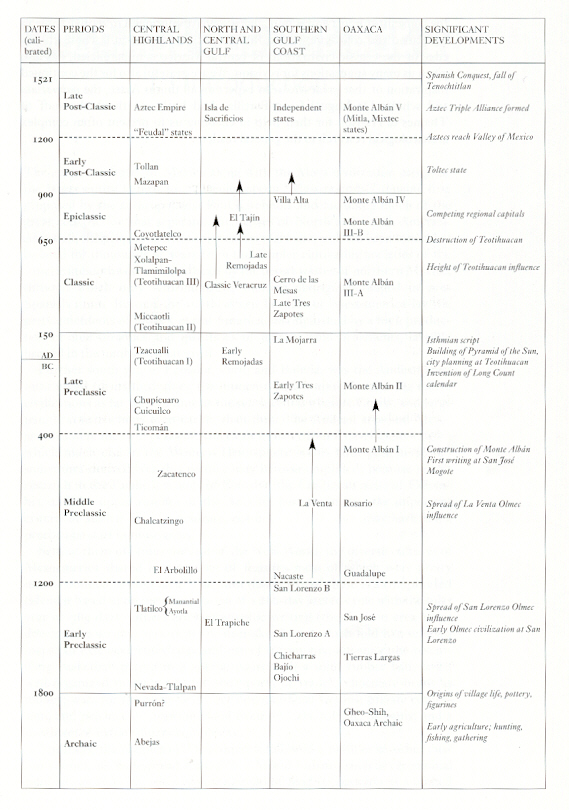 DATES
(cali-
brated)
PERIODS
CENTRAL
HIGHLANDS
NORTH AND
CENTRAL
GULF
SOUTHERN
GULF
COAST
OAXACA
SIGNIFICANT
DEVELOPMENTS
1521
Spanish Conquest, fall of
Tenochtitlan
Late
Post-Classic
Aztec Empire
Isla de
Sacrificios
Independent
states
Monte Albán V
(Mitla, Mixtec
states)
Aztec Triple Alliance formed
"Feudal" states
1200
Aztecs reach Valley of Mexico
Early
Post-Classic
Tollan
Mazapan
Toltec state
900
Villa Alta
Monte Albán IV
Epiclassic
El Tajín
Monte Albán
III-B
Competing regional capitals
Coyotlatelco
650
Destruction of Teotihuacan
Classic
Metepec
Xolalpan-
Tlamimilolpa
(Teotihuacan III)
Late
Remojadas
Classic Veracruz
Cerro de las
Mesas
Late Tres
Zapotes
Monte Albán
III-A
Height of Teotihuacan influence
Miccaotli
(Teotihuacan II)
150
AD
BC
La Mojarra
Isthmian script
Building of Pyramid of the Sun,
city planning at Teotihuacan
Invention of Long Count
calendar
Late
Preclassic
Tzacualli
(Teotihuacan I)
Early
Remojadas
Early Tres
Zapotes
Monte Albán II
Chupícuaro
Cuicuilco
Ticomán
400
Monte Albán I
Construction of Monte Albán
First writing at San José
Mogote
Middle
Preclassic
Zacatenco
Chalcatzingo
El Arbolillo
La Venta
Rosario
Spread of La Venta Olmec
influence
Nacaste
Guadalupe
1200
San Lorenzo B
Early
Preclassic
Tlatilco
Manantial
Ayotla
El Trapiche
San José
Spread of San Lorenzo Olmec
influence
Early Olmec civilization at San
Lorenzo
San Lorenzo A
Chicharras
Bajío
Ojochi
Tierras Largas
Nevada-Tlalpan
1800
Origins of village life, pottery,
figurines
Archaic
Purrón?
Abejas
Gheo-Shih,
Oaxaca Archaic
Early agriculture; hunting,
fishing, gathering